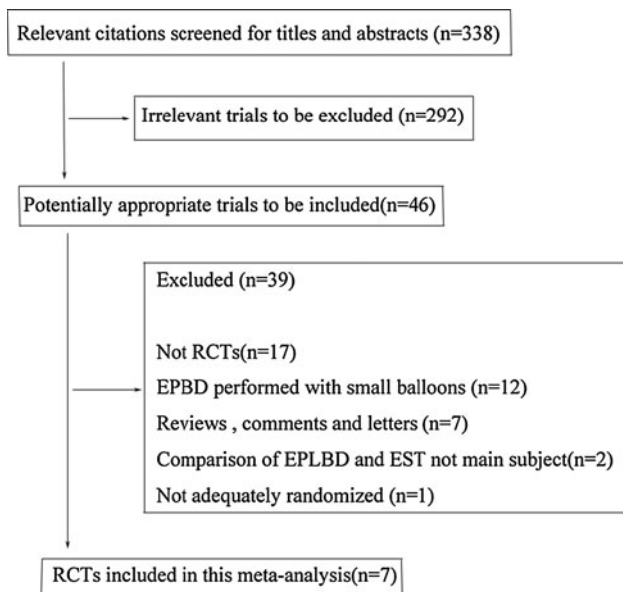 Relevant citations screened for titles and abstracts (n=338)
Irrelevant trials to be excluded (n=292)
Potentially appropriate trials to be included(n=46)
Excluded (n=39)
Not RCTs(n=17)
EPBD performed with small balloons (n=12)
Reviews , comments and letters (n=7)
Comparison of EPLBD and EST not main subject(n=2)
Not adequately randomized (n=1)
RCTs included in this meta-analysis(n=7)